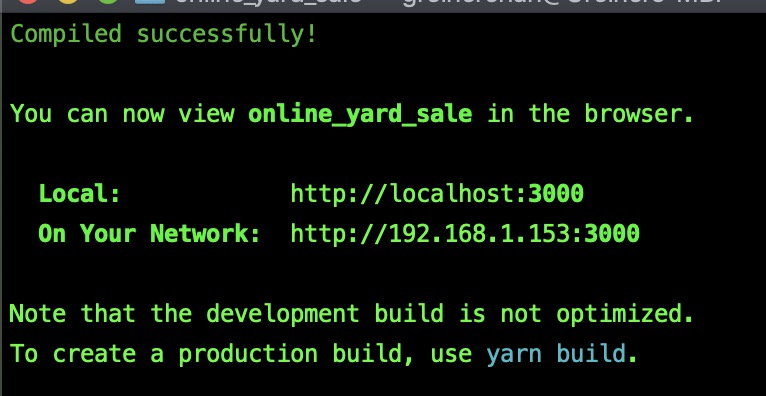 Compiled successfully!
You can now view online_yard_sale in the browser.
Local: http://localhost:3000
On Your Network: http://192.168.1.153:3000
Note that the development build is not optimized.
To create a production build, use yarn build.